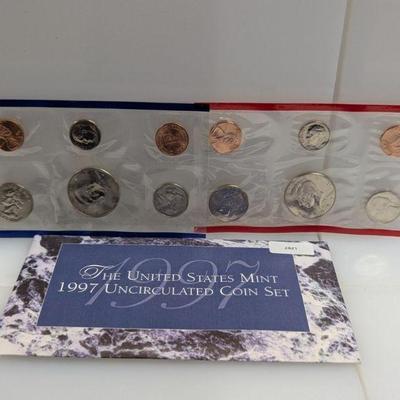 THE UNITED STATES MINT
1997 UNCIRCULATED COIN SET
1997